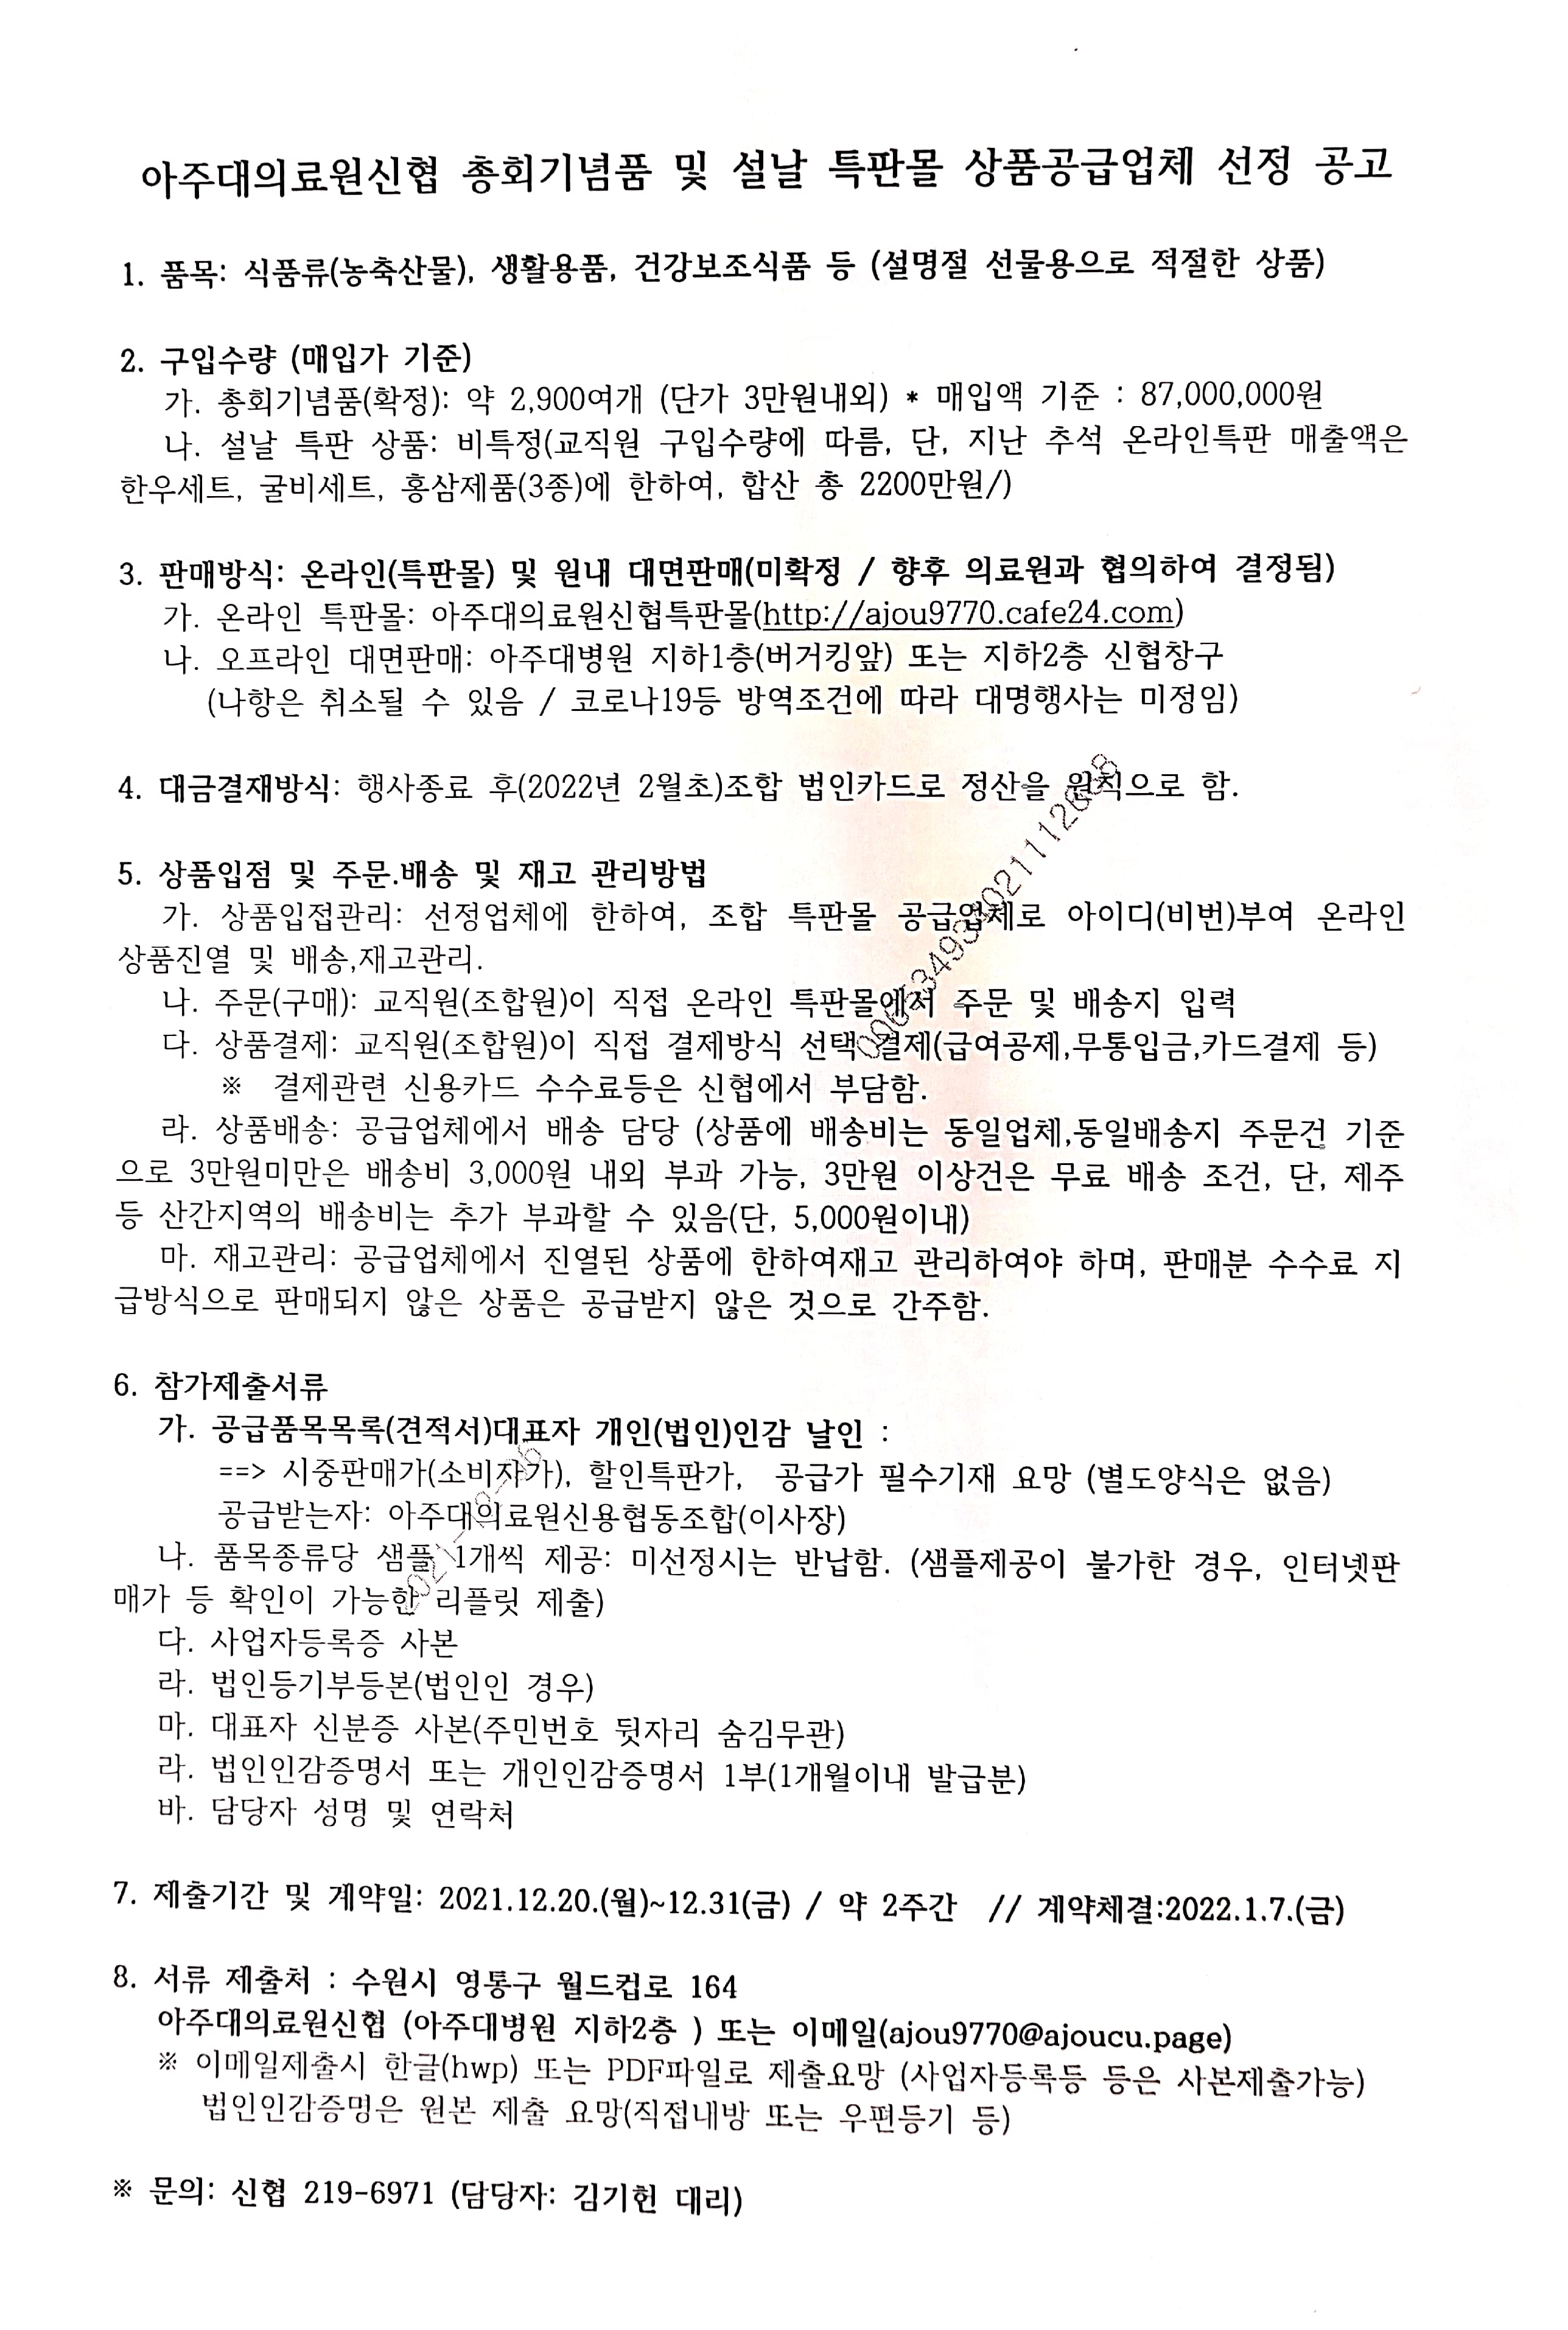 아주대의료원신협 총회기념품 및 설날 특판몰 상품공급업체 선정 공고
1. 품목: 식품류(농축산물), 생활용품, 건강보조식품 등 (설명절 선물용으로 적절한 상품)
2. 구입수량 (매입가 기준)
가. 총회기념품(확정): 약 2,900여개 (단가 3만원내외) * 매입액 기준 : 87,000,000원
나. 설날 특판 상품: 비특정(교직원 구입수량에 따름, 단, 지난 추석 온라인특판 매출액은
한우세트, 굴비세트, 홍삼제품(3종)에 한하여, 합산 총 2200만원/)
3. 판매방식: 온라인(특판몰) 및 원내 대면판매(미확정 / 향후 의료원과 협의하여 결정됨)
가. 온라인 특판몰: 아주대의료원신협특판몰(http://ajou9770.cafe24.com)
나. 오프라인 대면판매: 아주대병원 지하1층(버거킹앞) 또는 지하2층 신협창구
(나항은 취소될 수 있음 / 코로나19등 방역조건에 따라 대명행사는 미정임)
4. 대금결재방식: 행사종료 후(2022년 2월초)조합 법인카드로 정산을 원칙으로 함.
5. 상품입점 및 주문.배송 및 재고 관리방법
가. 상품입접관리: 선정업체에 한하여, 조합 특판몰 공급업체로 아이디(비번)부여 온라인
상품진열 및 배송,재고관리.
나. 주문(구매): 교직원(조합원)이 직접 온라인 특판몰에서 주문 및 배송지 입력
다. 상품결제: 교직원(조합원)이 직접 결제방식 선택 결제(급여공제,무통입금,카드결제 등)
※ 결제관련 신용카드 수수료등은 신협에서 부담함.
라. 상품배송: 공급업체에서 배송 담당 (상품에 배송비는 동일업체,동일배송지 주문건 기준
으로 3만원미만은 배송비 3,000원 내외 부과 가능, 3만원 이상건은 무료 배송 조건, 단, 제주
등 산간지역의 배송비는 추가 부과할 수 있음(단, 5,000원이내)
마. 재고관리: 공급업체에서 진열된 상품에 한하여재고 관리하여야 하며, 판매분 수수료 지
급방식으로 판매되지 않은 상품은 공급받지 않은 것으로 간주함.
6. 참가제출서류
가. 공급품목목록(견적서)대표자 개인(법인)인감 날인 :
==> 시중판매가(소비자가), 할인특판가, 공급가 필수기재 요망 (별도양식은 없음)
공급받는자: 아주대의료원신용협동조합(이사장)
나. 품목종류당 샘플 1개씩 제공: 미선정시는 반납함. (샘플제공이 불가한 경우, 인터넷판
매가 등 확인이 가능한 리플릿 제출)
다. 사업자등록증 사본
라. 법인등기부등본(법인인 경우)
마. 대표자 신분증 사본(주민번호 뒷자리 숨김무관)
라. 법인인감증명서 또는 개인인감증명서 1부(1개월이내 발급분)
바. 담당자 성명 및 연락처
7. 제출기간 및 계약일: 2021.12.20.(월)~12.31(금) / 약 2주간 // 계약체결:2022.1.7.(금)
8. 서류 제출처 : 수원시 영통구 월드컵로 164
아주대의료원신협 (아주대병원 지하2층 ) 또는 이메일(ajou9770@ajoucu.page)
※ 이메일제출시 한글(hwp) 또는 PDF파일로 제출요망 (사업자등록등 등은 사본제출가능)
법인인감증명은 원본 제출 요망(직접내방 또는 우편등기 등)
※ 문의: 신협 219-6971 (담당자: 김기헌 대리)